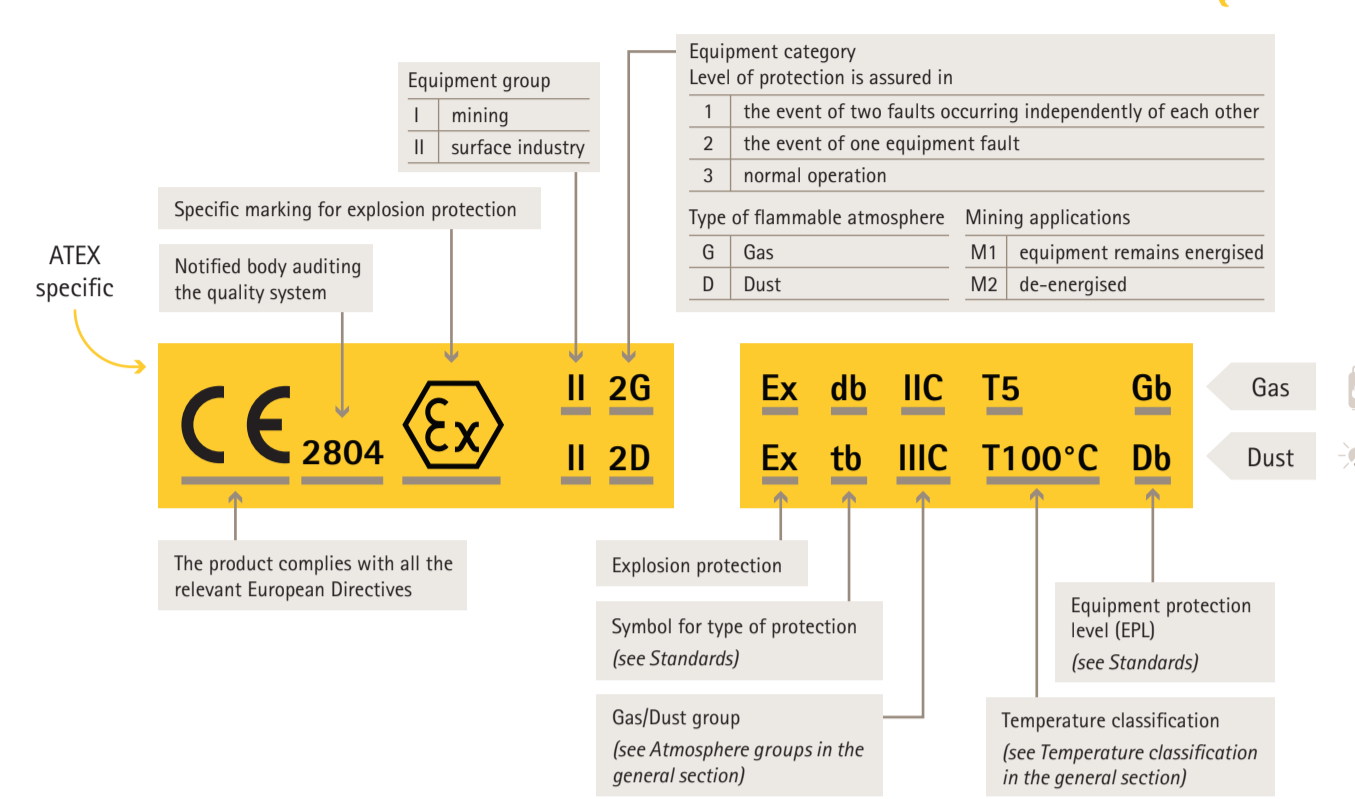 Equipment category
Level of protection is assured in
1 the event of two faults occurring independently of each other
2 the event of one equipment fault
3 normal operation
Type of flammable atmosphere
G Gas
D Dust
Mining applications
M1 equipment remains energised
M2 de-energised
Equipment group
I mining
II surface industry
Specific marking for explosion protection
Notified body auditing
the quality system
ATEX
specific
CE 2804 Ex II 2G
II 2D
Ex db IIC T5 Gb
Ex tb IIIC T100°C Db
Gas
Dust
The product complies with all the
relevant European Directives
Explosion protection
Symbol for type of protection
(see Standards)
Gas/Dust group
(see Atmosphere groups in the
general section)
Equipment protection
level (EPL)
(see Standards)
Temperature classification
(see Temperature classification
in the general section)